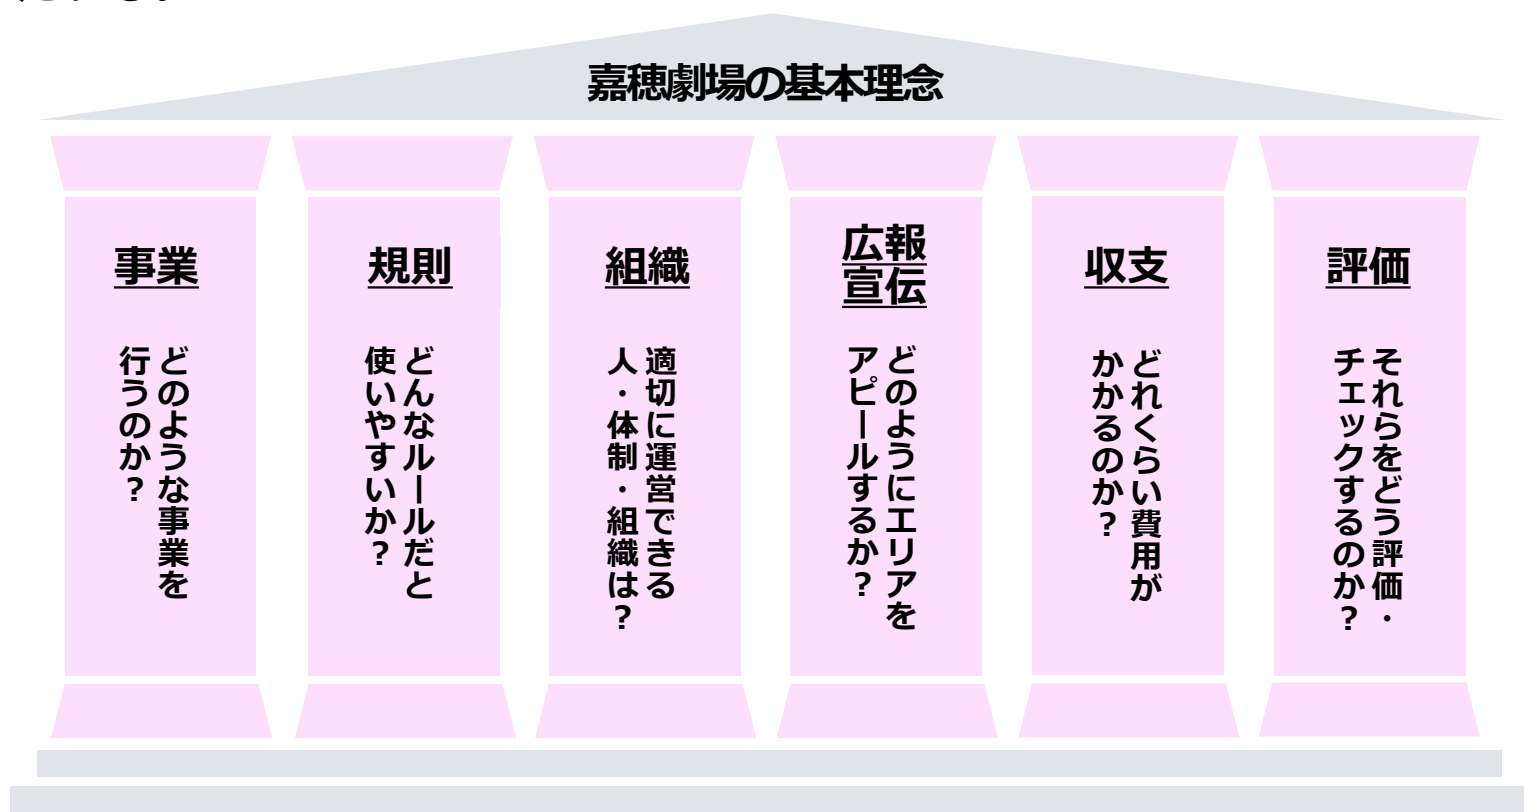 嘉穂劇場の基本理念
事業
どのような事業を
行うのか？
規則
どんなルールだと
使いやすいか？
組織
適切に運営できる
人・体制・組織は？
広報
宣伝
どのようにエリアを
アピールするか？
収支
どれくらい費用が
かかるのか？
評価
それらをどう評価・
チェックするのか？